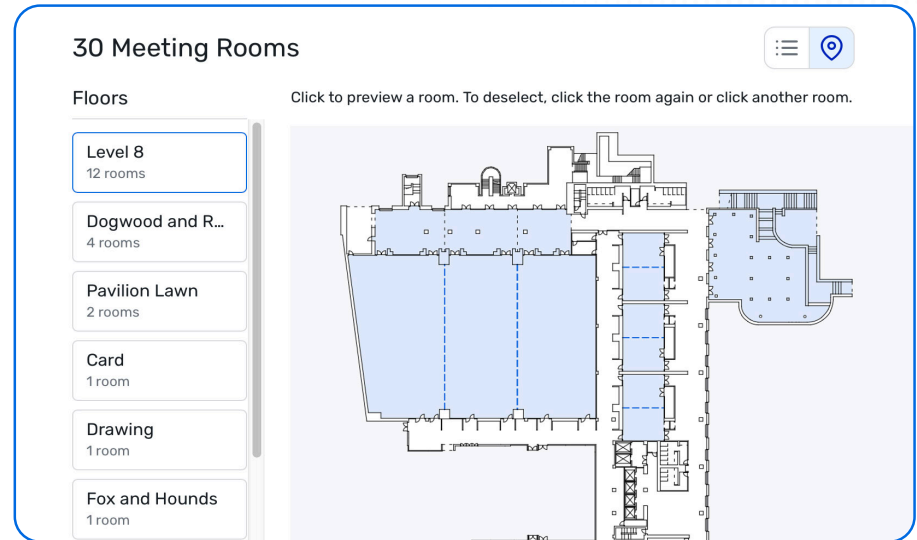 30 Meeting Rooms
Floors
Click to preview a room. To deselect, click the room again or click another room.
Level 8
12 rooms
Dogwood and R...
4 rooms
Pavilion Lawn
2 rooms
Card
1 room
Drawing
1 room
Fox and Hounds
1 room